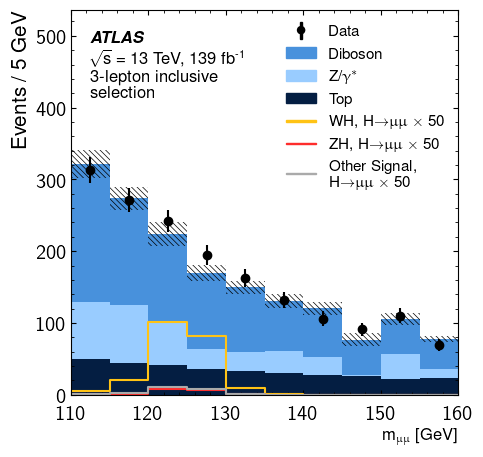 ATLAS
√s = 13 TeV, 139 fb⁻¹
3-lepton inclusive
selection
Data
Diboson
Z/γ*
Top
WH, H→μμ × 50
ZH, H→μμ × 50
Other Signal,
H→μμ × 50
Events / 5 GeV
500
400
300
200
100
0
110 120 130 140 150 160
m_μμ [GeV]